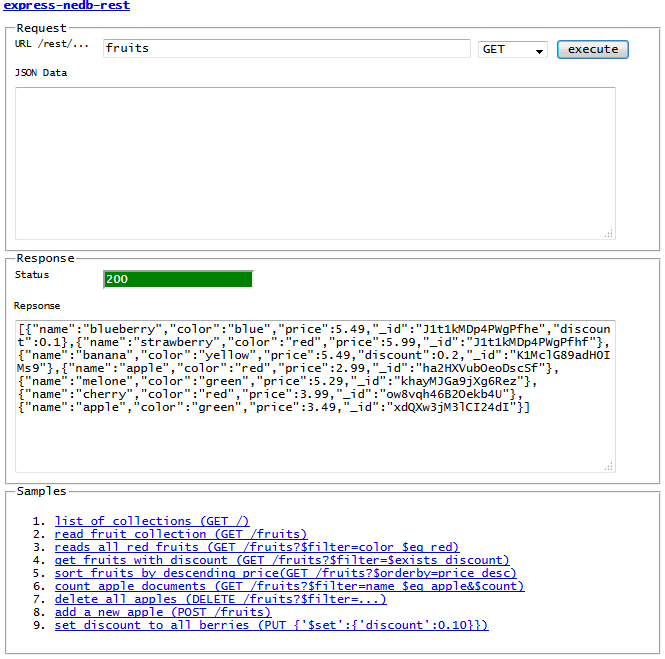 express-nedb-rest
Request
URL /rest/...
fruits
GET
execute
JSON Data
Response
Status
200
Repsonse
[{"name":"blueberry","color":"blue","price":5.49,"_id":"J1t1kMDp4PWgPfhe","discoun
t":0.1},{"name":"strawberry","color":"red","price":5.99,"_id":"J1t1kMDp4PWgPfhf"},
{"name":"banana","color":"yellow","price":5.49,"discount":0.2,"_id":"K1MclG89adH0I
Ms9"},{"name":"apple","color":"red","price":2.99,"_id":"ha2HXVubOeoDscSf"},
{"name":"melone","color":"green","price":5.29,"_id":"khayMJGa9jXg6Rez"},
{"name":"cherry","color":"red","price":3.99,"_id":"ow8vqh46B2Oekb4U"},
{"name":"apple","color":"green","price":3.49,"_id":"xdQXw3jM3lCI24dI"}]
Samples
1. list of collections (GET /)
2. read fruit collection (GET /fruits)
3. reads all red fruits (GET /fruits?$filter=color $eq red)
4. get fruits with discount (GET /fruits?$filter=$exists discount)
5. sort fruits by descending price(GET /fruits?$orderby=price desc)
6. count apple documents (GET /fruits?$filter=name $eq apple&$count)
7. delete all apples (DELETE /fruits?$filter=...)
8. add a new apple (POST /fruits)
9. set discount to all berries (PUT {'$set':{'discount':0.10}})